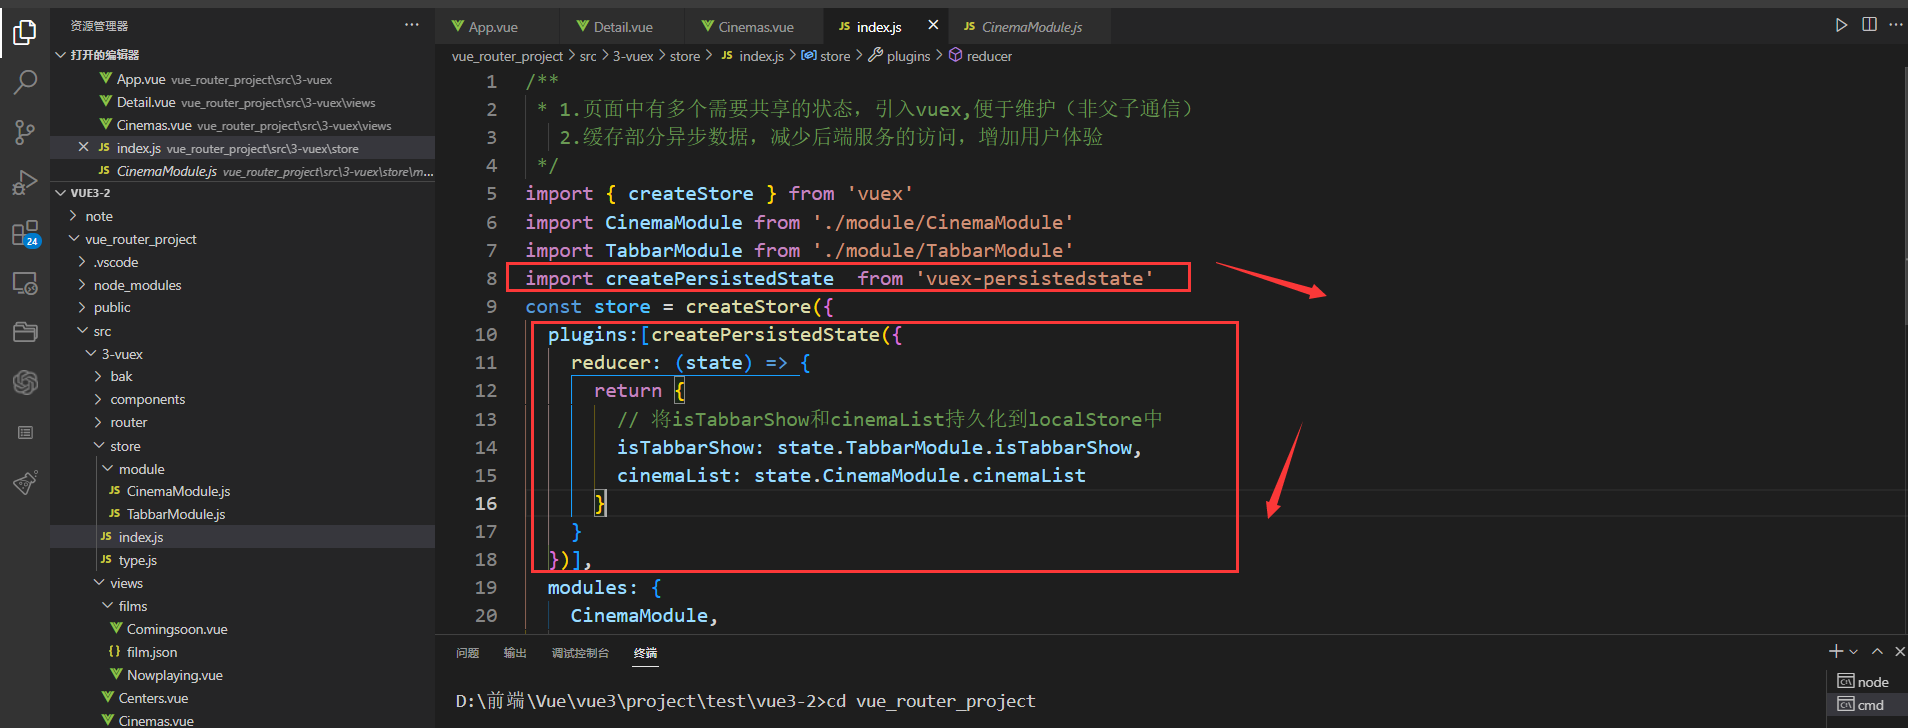 资源管理器
···
打开的编辑器
App.vue vue_router_project\src\3-vuex
Detail.vue vue_router_project\src\3-vuex\views
Cinemas.vue vue_router_project\src\3-vuex\views
JS index.js vue_router_project\src\3-vuex\store
JS CinemaModule.js vue_router_project\src\3-vuex\store\m...
VUE3-2
note
vue_router_project
.vscode
node_modules
public
src
3-vuex
bak
components
router
store
module
JS CinemaModule.js
JS TabbarModule.js
JS index.js
JS type.js
views
films
Comingsoon.vue
{} film.json
Nowplaying.vue
Centers.vue
Cinemas.vue
24
App.vue Detail.vue Cinemas.vue JS index.js JS CinemaModule.js
vue_router_project > src > 3-vuex > store > JS index.js > store > plugins > reducer
1 /**
2 * 1.页面中有多个需要共享的状态，引入vuex,便于维护（非父子通信）
3 2.缓存部分异步数据，减少后端服务的访问，增加用户体验
4 */
5 import { createStore } from 'vuex'
6 import CinemaModule from './module/CinemaModule'
7 import TabbarModule from './module/TabbarModule'
8 import createPersistedState  from 'vuex-persistedstate'
9 const store = createStore({
10 plugins:[createPersistedState({
11 reducer: (state) => {
12 return {
13 // 将isTabbarShow和cinemaList持久化到localStore中
14 isTabbarShow: state.TabbarModule.isTabbarShow,
15 cinemaList: state.CinemaModule.cinemaList
16 }
17 }
18 })],
19 modules: {
20 CinemaModule,
问题 输出 调试控制台 终端
D:\前端\Vue\vue3\project\test\vue3-2>cd vue_router_project
node
cmd